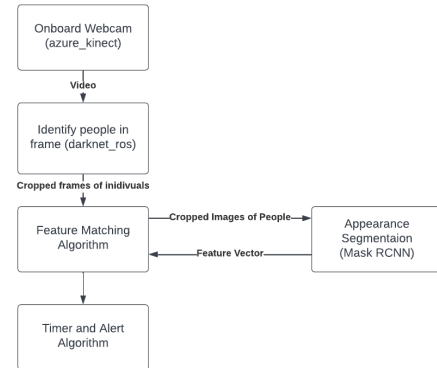 Onboard Webcam
(azure_kinect)
Video
Identify people in
frame (darknet_ros)
Cropped frames of inidivuals
Feature Matching
Algorithm
Cropped Images of People
Feature Vector
Appearance
Segmentaion
(Mask RCNN)
Timer and Alert
Algorithm